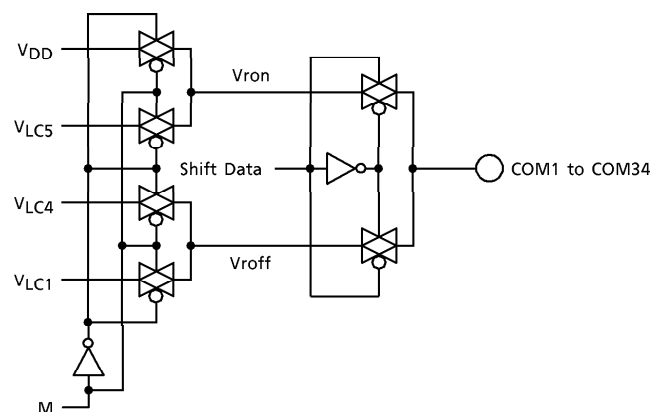 VDD
Vron
VLC5
Shift Data
COM1 to COM34
VLC4
Vroff
VLC1
M